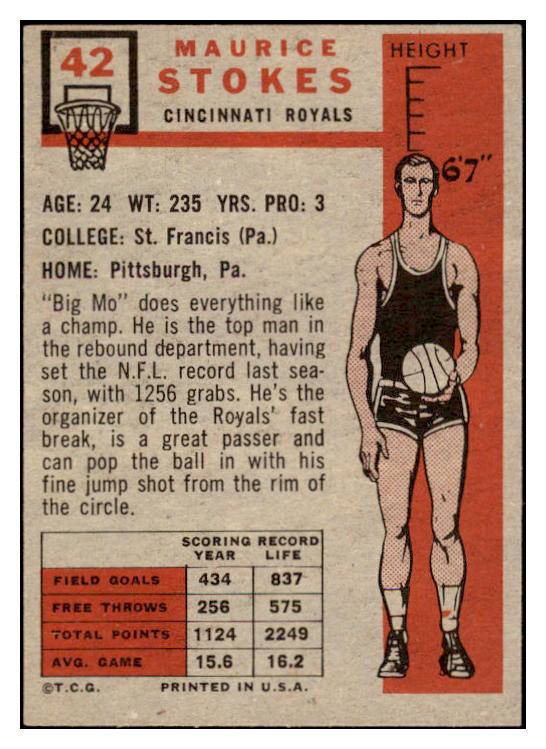 42
MAURICE
STOKES
CINCINNATI ROYALS
HEIGHT
6'7"
AGE: 24 WT: 235 YRS. PRO: 3
COLLEGE: St. Francis (Pa.)
HOME: Pittsburgh, Pa.
"Big Mo" does everything like
a champ. He is the top man in
the rebound department, having
set the N.F.L. record last sea-
son, with 1256 grabs. He's the
organizer of the Royals' fast
break, is a great passer and
can pop the ball in with his
fine jump shot from the rim of
the circle.
SCORING RECORD
YEAR LIFE
FIELD GOALS 434 837
FREE THROWS 256 575
TOTAL POINTS 1124 2249
AVG. GAME 15.6 16.2
©T.C.G. PRINTED IN U.S.A.